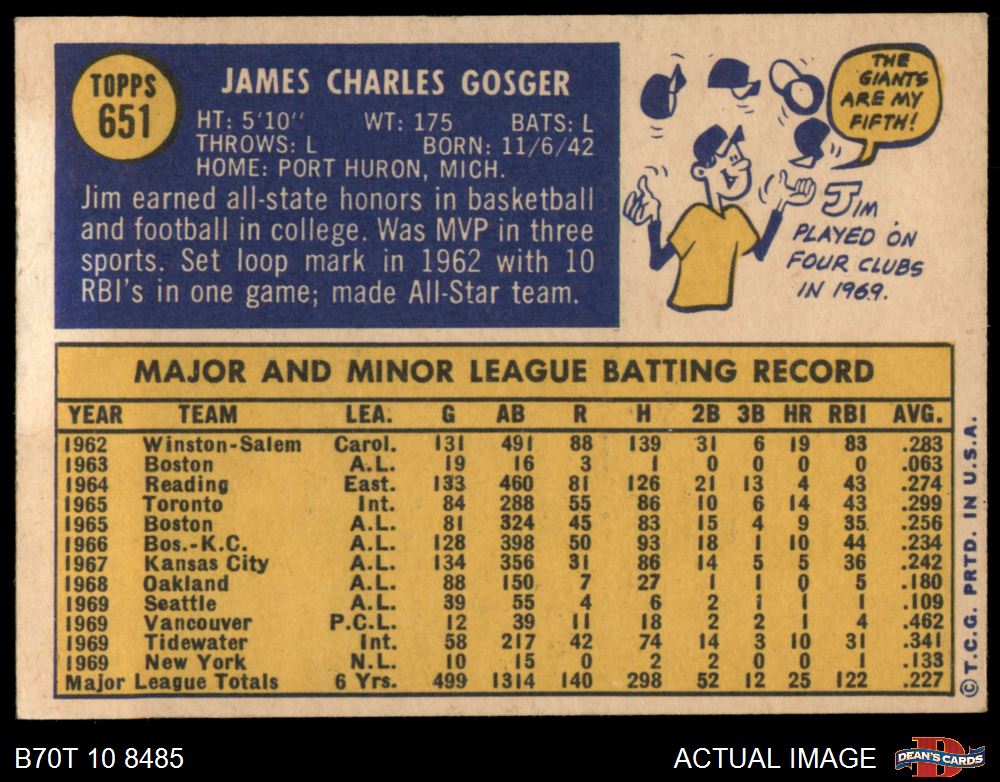 TOPPS
651
JAMES CHARLES GOSGER
HT: 5'10" WT: 175 BATS: L
THROWS: L BORN: 11/6/42
HOME: PORT HURON, MICH.
Jim earned all-state honors in basketball
and football in college. Was MVP in three
sports. Set loop mark in 1962 with 10
RBI's in one game; made All-Star team.
THE
GIANTS
ARE MY
FIFTH!
JIM
PLAYED ON
FOUR CLUBS
IN 1969.
MAJOR AND MINOR LEAGUE BATTING RECORD
YEAR TEAM LEA. G AB R H 2B 3B HR RBI AVG.
1962 Winston-Salem Carol. 131 491 88 139 31 6 19 83 .283
1963 Boston A.L. 19 16 3 1 0 0 0 0 .063
1964 Reading East. 133 460 81 126 21 13 4 43 .274
1965 Toronto Int. 84 288 55 86 10 6 14 43 .299
1965 Boston A.L. 81 324 45 83 15 4 9 35 .256
1966 Bos.-K.C. A.L. 128 398 50 93 18 1 10 44 .234
1967 Kansas City A.L. 134 356 31 86 14 5 5 36 .242
1968 Oakland A.L. 88 150 7 27 1 1 0 5 .180
1969 Seattle A.L. 39 55 4 6 2 1 1 1 .109
1969 Vancouver P.C.L. 12 39 11 18 2 2 1 4 .462
1969 Tidewater Int. 58 217 42 74 14 3 10 31 .341
1969 New York N.L. 10 15 0 2 2 0 0 1 .133
Major League Totals 6 Yrs. 499 1314 140 298 52 12 25 122 .227
© T.C.G. PRTD. IN U.S.A.
B70T 10 8485
ACTUAL IMAGE
D
DEAN'S CARDS